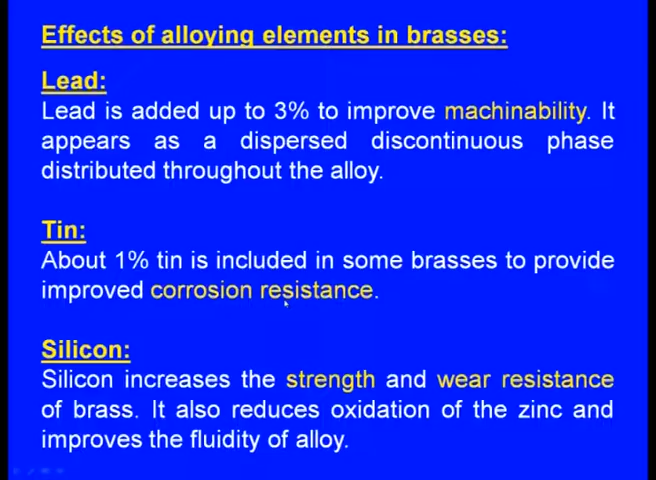 Effects of alloying elements in brasses:
Lead:
Lead is added up to 3% to improve machinability. It
appears as a dispersed discontinuous phase
distributed throughout the alloy.
Tin:
About 1% tin is included in some brasses to provide
improved corrosion resistance.
Silicon:
Silicon increases the strength and wear resistance
of brass. It also reduces oxidation of the zinc and
improves the fluidity of alloy.